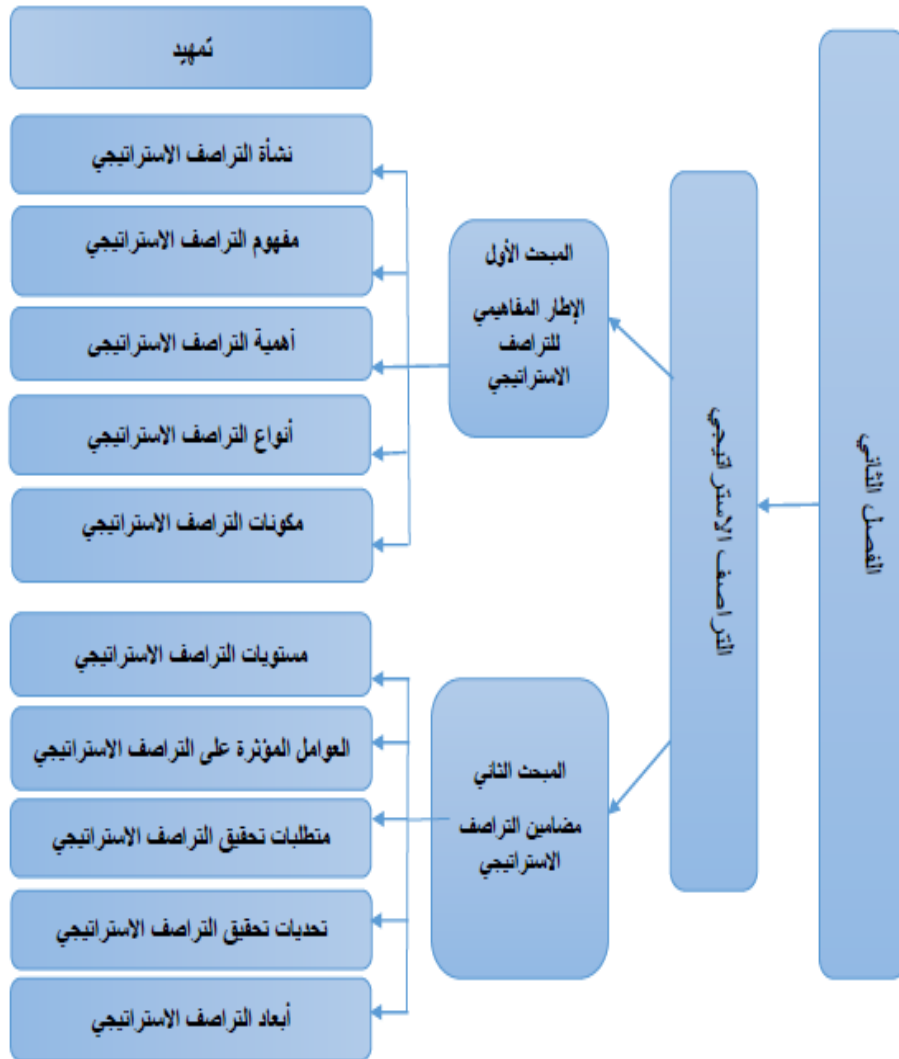 الفصل الثاني
التراصف الاستراتيجي
المبحث الأول
الإطار المفاهيمي
للتراصف
الاستراتيجي
تمهيد
نشأة التراصف الاستراتيجي
مفهوم التراصف الاستراتيجي
أهمية التراصف الاستراتيجي
أنواع التراصف الاستراتيجي
مكونات التراصف الاستراتيجي
المبحث الثاني
مضامين التراصف
الاستراتيجي
مستويات التراصف الاستراتيجي
العوامل المؤثرة على التراصف الاستراتيجي
متطلبات تحقيق التراصف الاستراتيجي
تحديات تحقيق التراصف الاستراتيجي
أبعاد التراصف الاستراتيجي